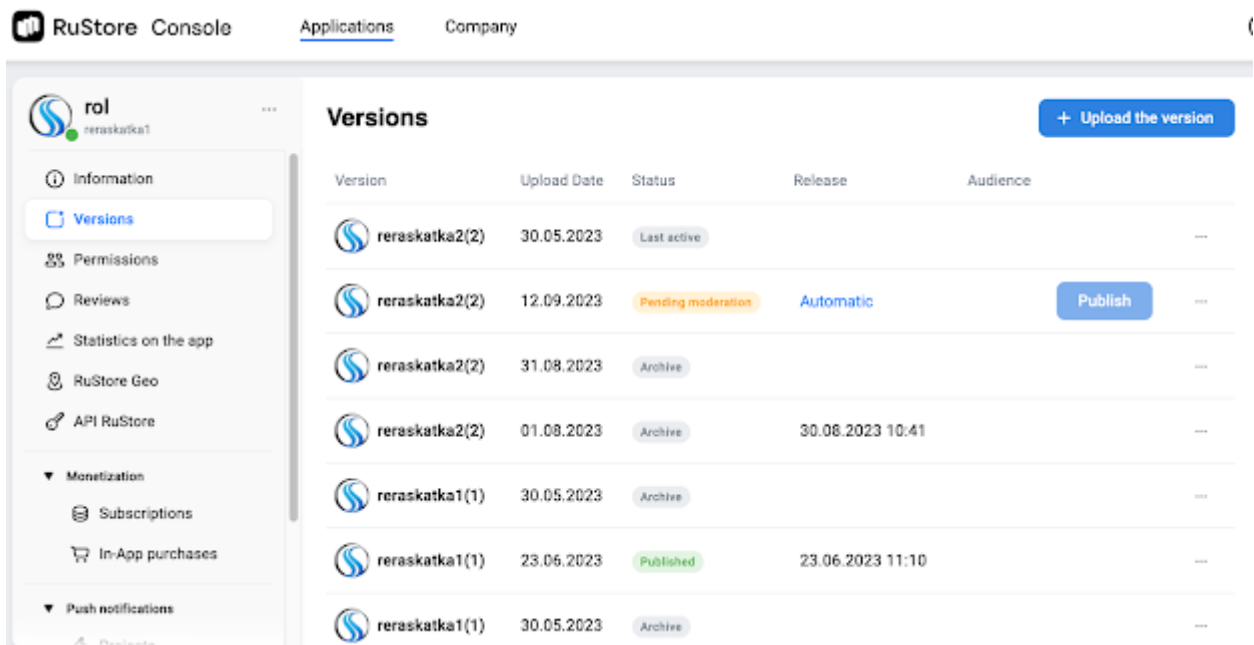 RuStore Console
Applications
Company
rol
reraskatka1
Information
Versions
Permissions
Reviews
Statistics on the app
RuStore Geo
API RuStore
Monetization
Subscriptions
In-App purchases
Push notifications
Projects
Versions
+ Upload the version
Version Upload Date Status Release Audience
reraskatka2(2) 30.05.2023 Last active
reraskatka2(2) 12.09.2023 Pending moderation Automatic Publish
reraskatka2(2) 31.08.2023 Archive
reraskatka2(2) 01.08.2023 Archive 30.08.2023 10:41
reraskatka1(1) 30.05.2023 Archive
reraskatka1(1) 23.06.2023 Published 23.06.2023 11:10
reraskatka1(1) 30.05.2023 Archive